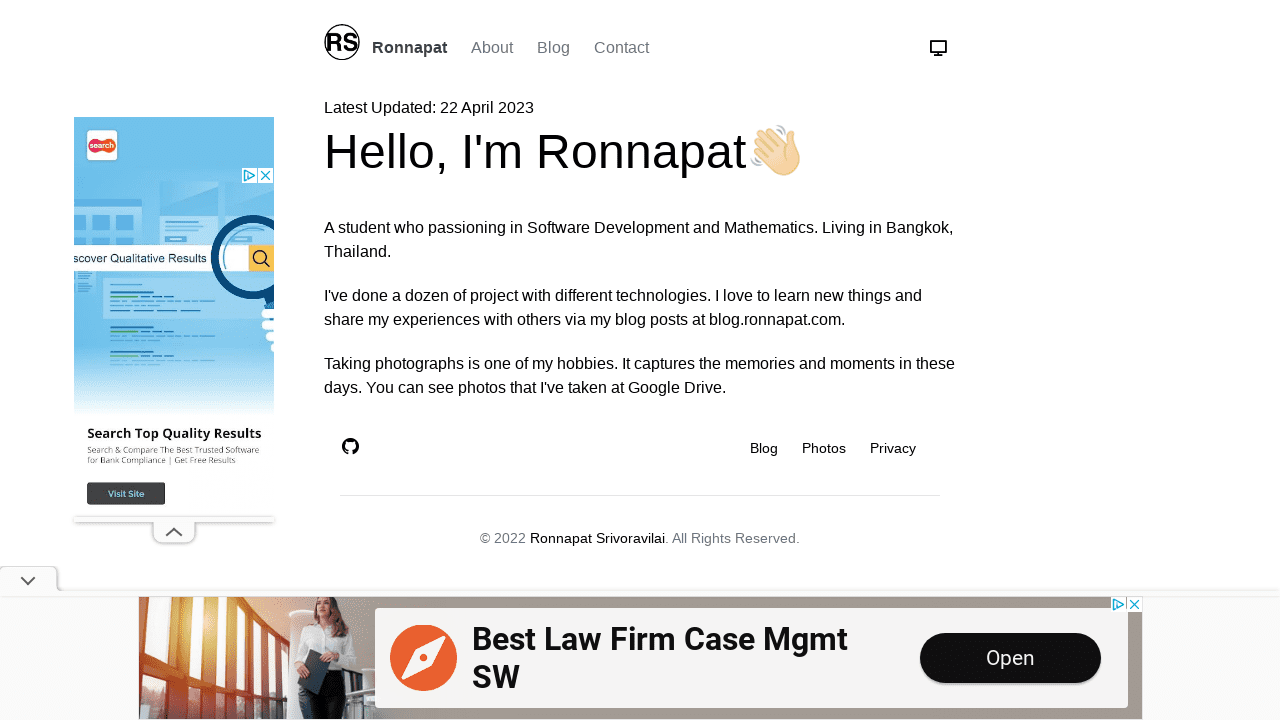 RS Ronnapat About Blog Contact
Latest Updated: 22 April 2023
Hello, I'm Ronnapat
A student who passioning in Software Development and Mathematics. Living in Bangkok,
Thailand.
I've done a dozen of project with different technologies. I love to learn new things and
share my experiences with others via my blog posts at blog.ronnapat.com.
Taking photographs is one of my hobbies. It captures the memories and moments in these
days. You can see photos that I've taken at Google Drive.
Blog Photos Privacy
© 2022 Ronnapat Srivoravilai. All Rights Reserved.
search
scover Qualitative Results
Search Top Quality Results
Search & Compare The Best Trusted Software
for Bank Compliance | Get Free Results
Visit Site
Best Law Firm Case Mgmt
SW
Open